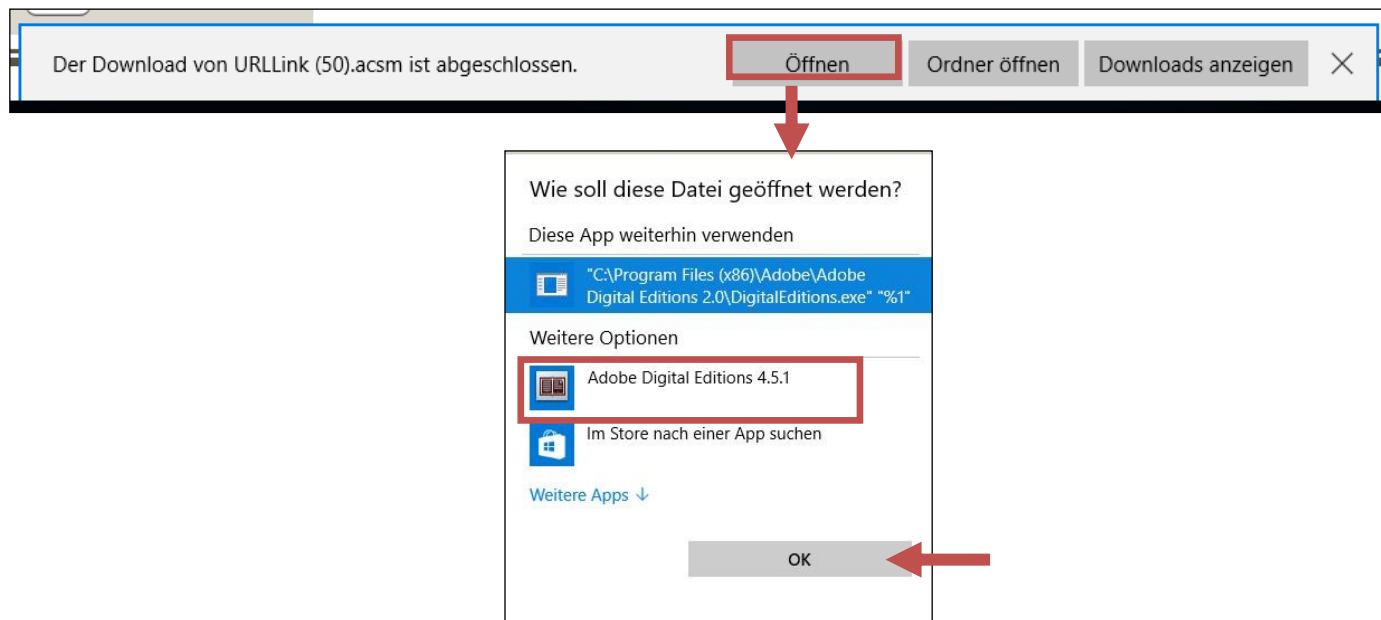 Der Download von URLLink (50).acsm ist abgeschlossen. Öffnen Ordner öffnen Downloads anzeigen
Wie soll diese Datei geöffnet werden?
Diese App weiterhin verwenden
"C:\Program Files (x86)\Adobe\Adobe
Digital Editions 2.0\DigitalEditions.exe" "%1"
Weitere Optionen
Adobe Digital Editions 4.5.1
Im Store nach einer App suchen
Weitere Apps ↓
OK